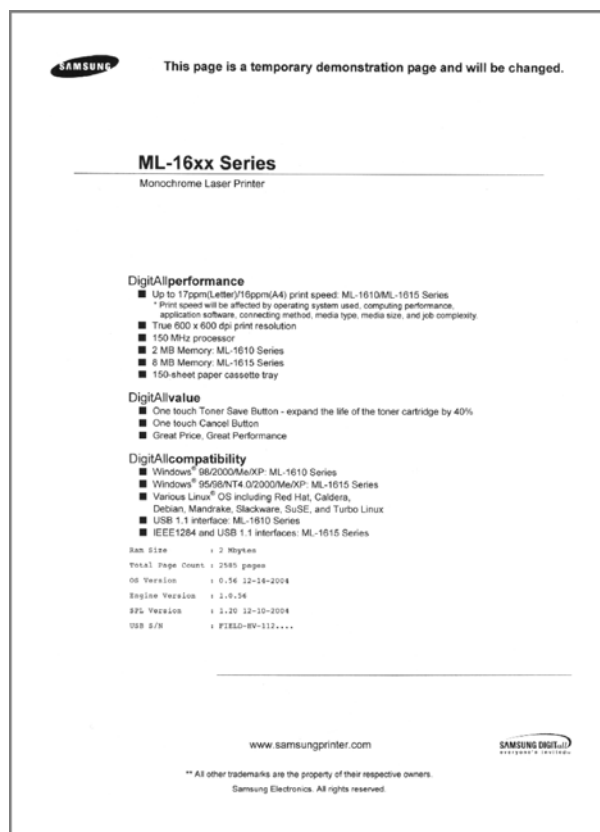 SAMSUNG
This page is a temporary demonstration page and will be changed.
ML-16xx Series
Monochrome Laser Printer
DigitAllperformance
■ Up to 17ppm(Letter)/16ppm(A4) print speed: ML-1610/ML-1615 Series
* Print speed will be affected by operating system used, computing performance,
application software, connecting method, media type, media size, and job complexity.
■ True 600 x 600 dpi print resolution
■ 150 MHz processor
■ 2 MB Memory: ML-1610 Series
■ 8 MB Memory: ML-1615 Series
■ 150-sheet paper cassette tray
DigitAllvalue
■ One touch Toner Save Button - expand the life of the toner cartridge by 40%
■ One touch Cancel Button
■ Great Price, Great Performance
DigitAllcompatibility
■ Windows® 98/2000/Me/XP: ML-1610 Series
■ Windows® 95/98/NT4.0/2000/Me/XP: ML-1615 Series
■ Various Linux® OS including Red Hat, Caldera,
Debian, Mandrake, Slackware, SuSE, and Turbo Linux
■ USB 1.1 interface: ML-1610 Series
■ IEEE1284 and USB 1.1 interfaces: ML-1615 Series
Ram Size : 2 Mbytes
Total Page Count : 2585 pages
OS Version : 0.56 12-14-2004
Engine Version : 1.0.56
SPL Version : 1.20 12-10-2004
USB S/N : FIELD-HV-112....
www.samsungprinter.com
SAMSUNG DIGITall
everyone's invited
** All other trademarks are the property of their respective owners.
Samsung Electronics. All rights reserved.